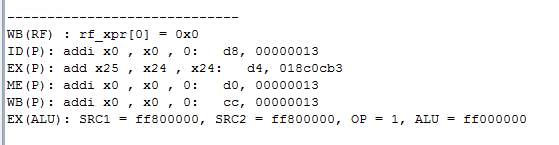 -----------------------------
WB(RF) : rf_xpr[0] = 0x0
ID(P): addi x0 , x0 , 0:   d8, 00000013
EX(P): add x25 , x24 , x24:   d4, 018c0cb3
ME(P): addi x0 , x0 , 0:   d0, 00000013
WB(P): addi x0 , x0 , 0:   cc, 00000013
EX(ALU): SRC1 = ff800000, SRC2 = ff800000, OP = 1, ALU = ff000000